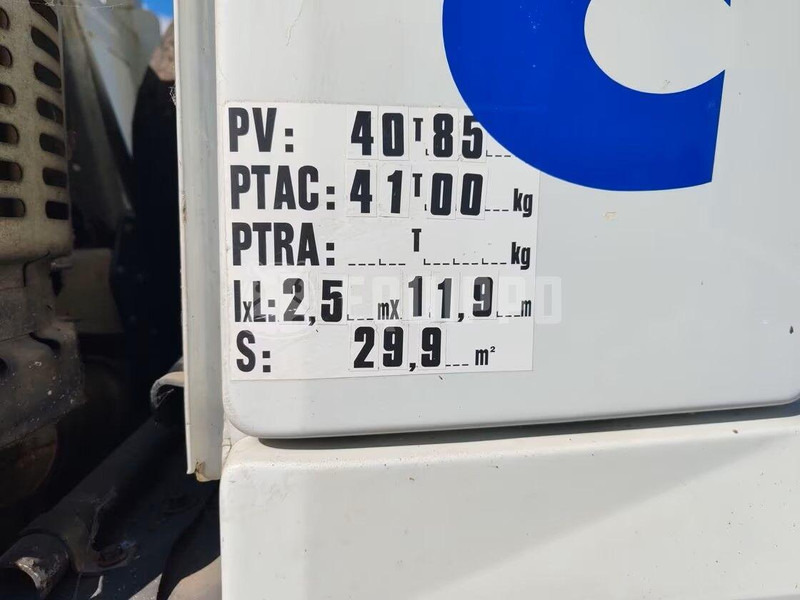 PV: 40 T 85
PTAC: 41 T 00 kg
PTRA: T kg
lxL: 2,5 m x 11,9 m
S: 29,9 m²